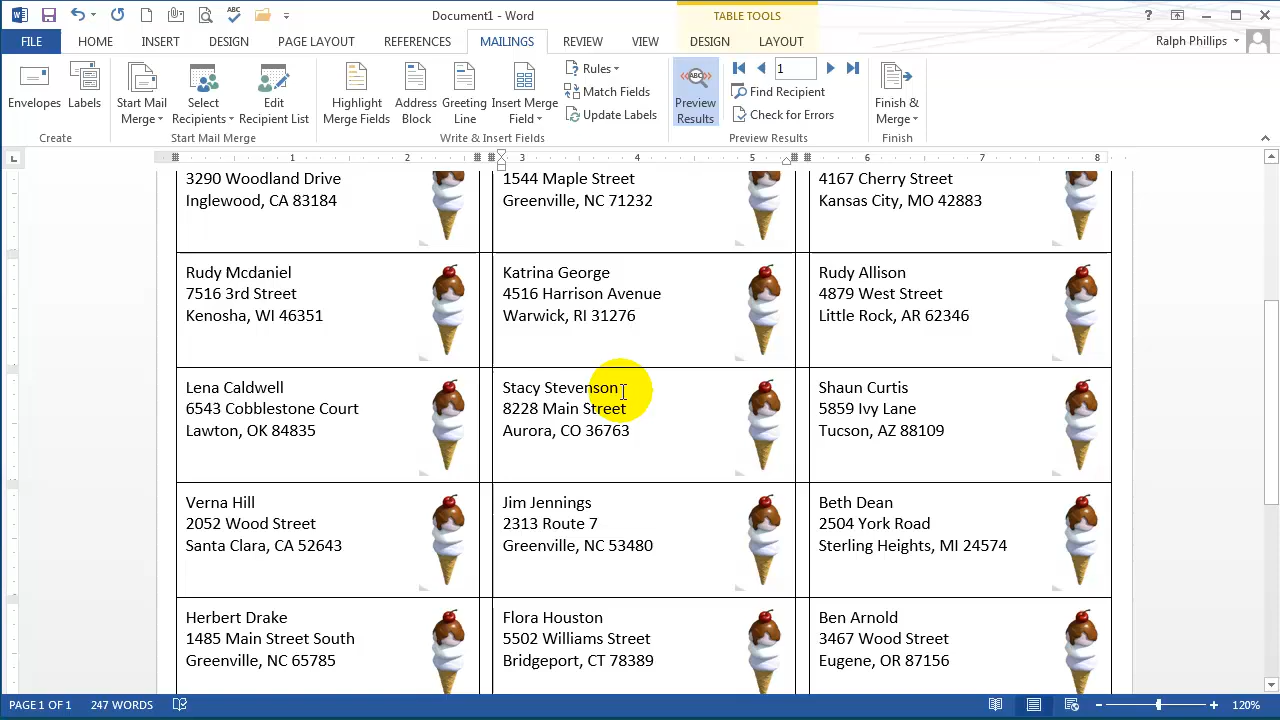 Document1 - Word
TABLE TOOLS
FILE
HOME
INSERT
DESIGN
PAGE LAYOUT
REFERENCES
MAILINGS
REVIEW
VIEW
DESIGN
LAYOUT
Ralph Phillips
Envelopes
Labels
Create
Start Mail
Merge
Select
Recipients
Edit
Recipient List
Start Mail Merge
Highlight
Merge Fields
Address
Block
Greeting
Line
Insert Merge
Field
Rules
Match Fields
Update Labels
Write & Insert Fields
ABC
Preview
Results
1
Find Recipient
Check for Errors
Preview Results
Finish &
Merge
Finish
1 2 3 4 5 6 7 8
3290 Woodland Drive
Inglewood, CA 83184
1544 Maple Street
Greenville, NC 71232
4167 Cherry Street
Kansas City, MO 42883
Rudy Mcdaniel
7516 3rd Street
Kenosha, WI 46351
Katrina George
4516 Harrison Avenue
Warwick, RI 31276
Rudy Allison
4879 West Street
Little Rock, AR 62346
Lena Caldwell
6543 Cobblestone Court
Lawton, OK 84835
Stacy Stevenson
8228 Main Street
Aurora, CO 36763
Shaun Curtis
5859 Ivy Lane
Tucson, AZ 88109
Verna Hill
2052 Wood Street
Santa Clara, CA 52643
Jim Jennings
2313 Route 7
Greenville, NC 53480
Beth Dean
2504 York Road
Sterling Heights, MI 24574
Herbert Drake
1485 Main Street South
Greenville, NC 65785
Flora Houston
5502 Williams Street
Bridgeport, CT 78389
Ben Arnold
3467 Wood Street
Eugene, OR 87156
PAGE 1 OF 1
247 WORDS
120%